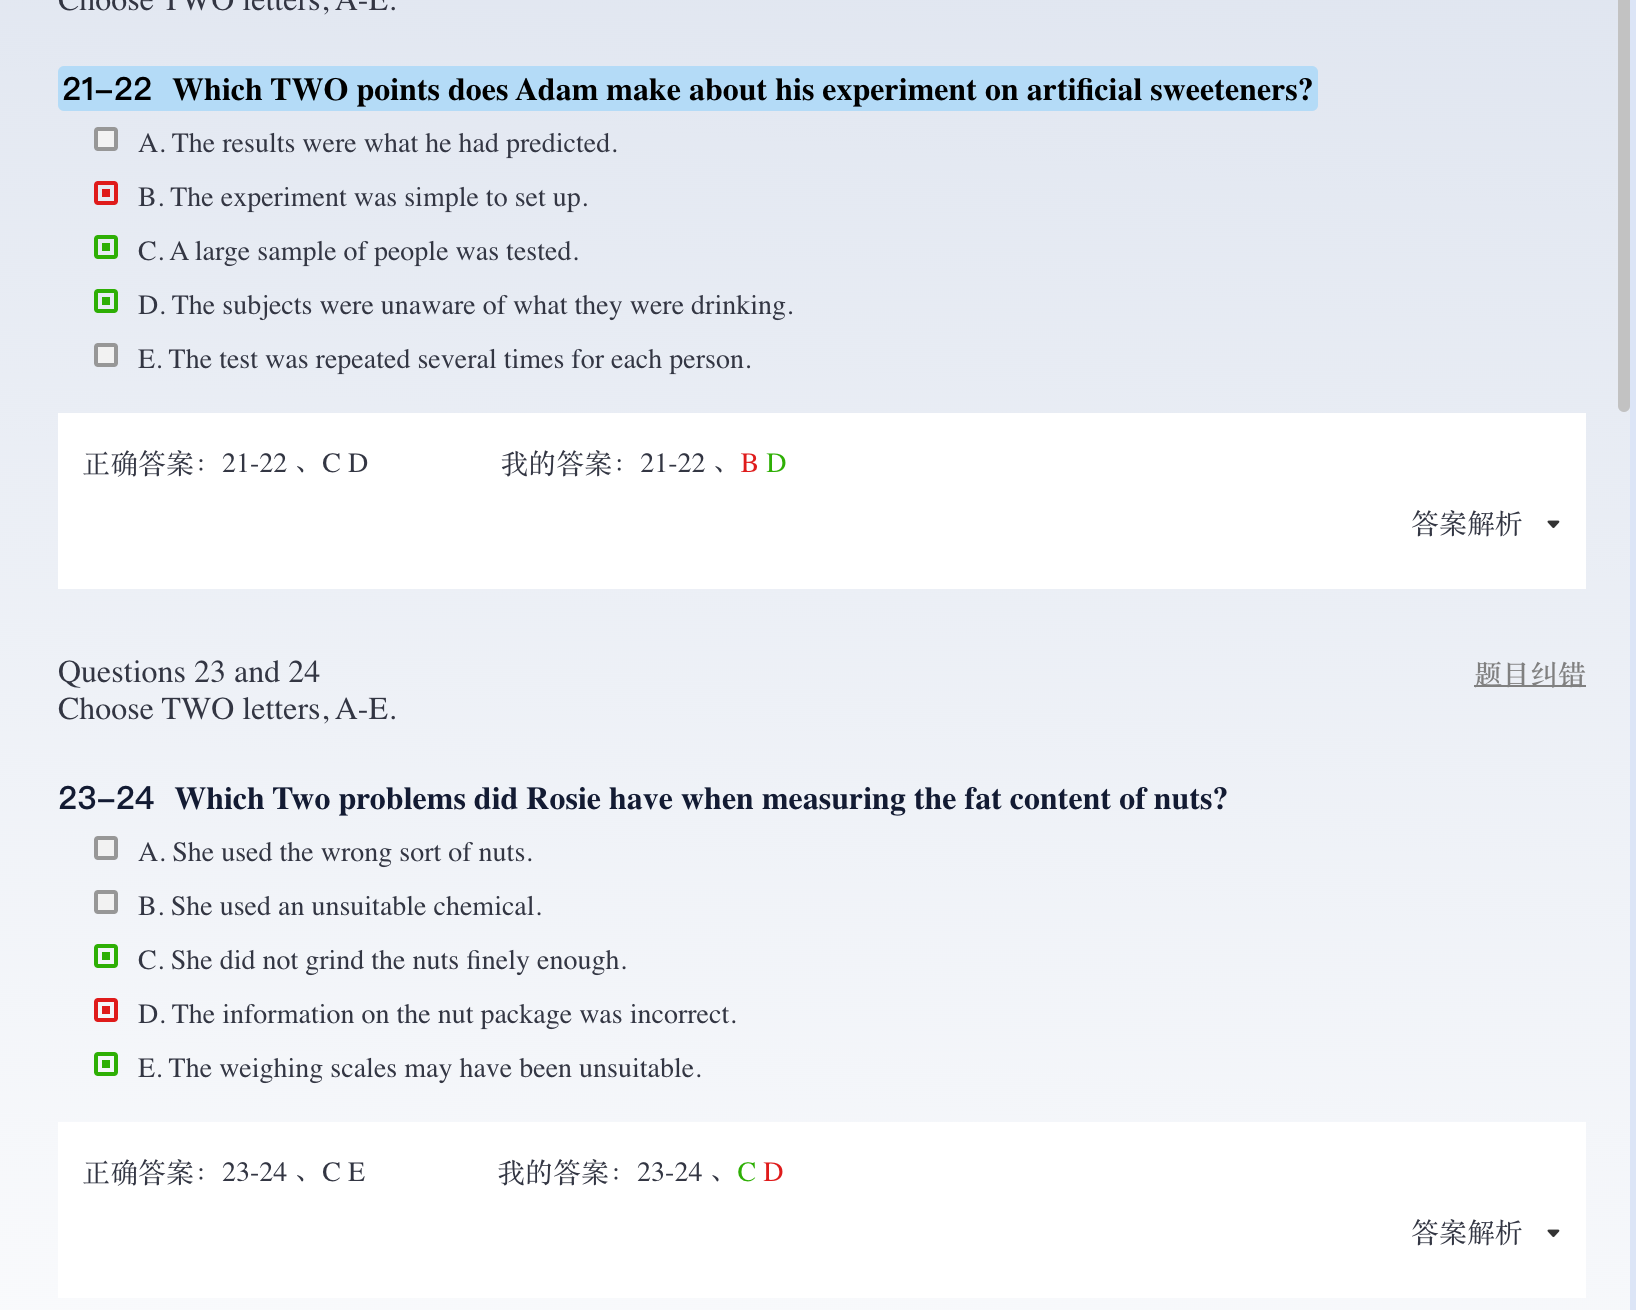 Choose TWO letters, A-E.
21–22 Which TWO points does Adam make about his experiment on artificial sweeteners?
A. The results were what he had predicted.
B. The experiment was simple to set up.
C. A large sample of people was tested.
D. The subjects were unaware of what they were drinking.
E. The test was repeated several times for each person.
正确答案：21-22 、C D 我的答案：21-22 、B D
答案解析
Questions 23 and 24 题目纠错
Choose TWO letters, A-E.
23–24 Which Two problems did Rosie have when measuring the fat content of nuts?
A. She used the wrong sort of nuts.
B. She used an unsuitable chemical.
C. She did not grind the nuts finely enough.
D. The information on the nut package was incorrect.
E. The weighing scales may have been unsuitable.
正确答案：23-24 、C E 我的答案：23-24 、C D
答案解析